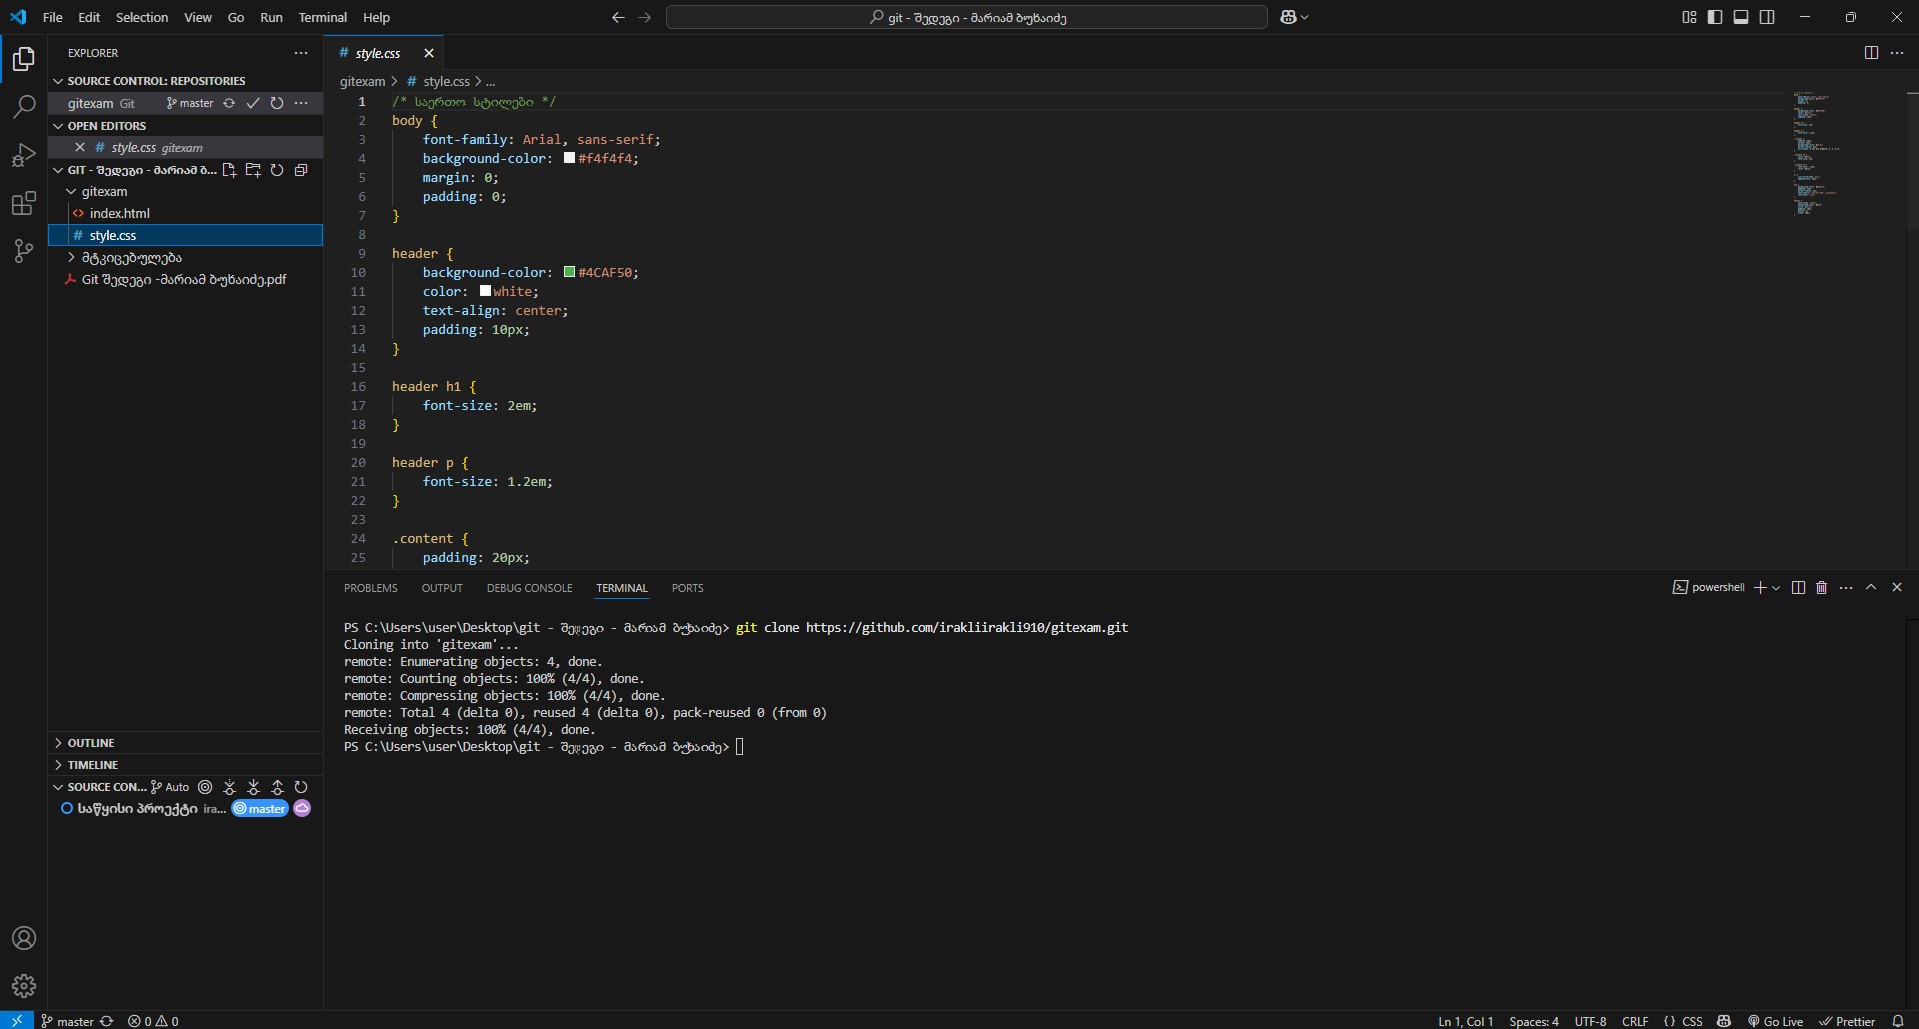 File Edit Selection View Go Run Terminal Help
git - შედეგი - მარიამ ბუხაიძე
EXPLORER
SOURCE CONTROL: REPOSITORIES
gitexam Git master
OPEN EDITORS
# style.css gitexam
GIT - შედეგი - მარიამ ბ...
gitexam
<> index.html
# style.css
მტკიცებულება
Git შედეგი -მარიამ ბუხაიძე.pdf
OUTLINE
TIMELINE
SOURCE CON... Auto
საწყისი პროექტი ira... master
# style.css
gitexam > # style.css > ...
1 /* საერთო სტილები */
2 body {
3 font-family: Arial, sans-serif;
4 background-color: #f4f4f4;
5 margin: 0;
6 padding: 0;
7 }
8
9 header {
10 background-color: #4CAF50;
11 color: white;
12 text-align: center;
13 padding: 10px;
14 }
15
16 header h1 {
17 font-size: 2em;
18 }
19
20 header p {
21 font-size: 1.2em;
22 }
23
24 .content {
25 padding: 20px;
PROBLEMS OUTPUT DEBUG CONSOLE TERMINAL PORTS
powershell
PS C:\Users\user\Desktop\git - შედეგი - მარიამ ბუხაიძე> git clone https://github.com/irakliirakli910/gitexam.git
Cloning into 'gitexam'...
remote: Enumerating objects: 4, done.
remote: Counting objects: 100% (4/4), done.
remote: Compressing objects: 100% (4/4), done.
remote: Total 4 (delta 0), reused 4 (delta 0), pack-reused 0 (from 0)
Receiving objects: 100% (4/4), done.
PS C:\Users\user\Desktop\git - შედეგი - მარიამ ბუხაიძე>
master 0 0
Ln 1, Col 1 Spaces: 4 UTF-8 CRLF {} CSS Go Live Prettier